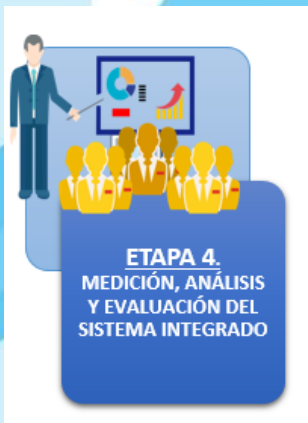 ETAPA 4.
MEDICIÓN, ANÁLISIS
Y EVALUACIÓN DEL
SISTEMA INTEGRADO